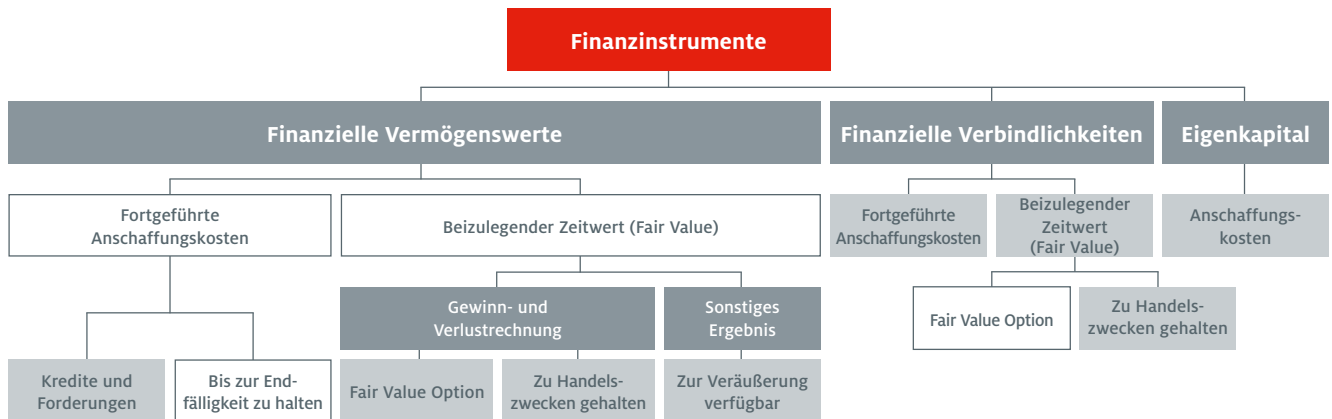 Finanzinstrumente
Finanzielle Vermögenswerte
Finanzielle Verbindlichkeiten
Eigenkapital
Fortgeführte
Anschaffungskosten
Beizulegender Zeitwert (Fair Value)
Fortgeführte
Anschaffungskosten
Beizulegender
Zeitwert
(Fair Value)
Anschaffungs-
kosten
Gewinn- und
Verlustrechnung
Sonstiges
Ergebnis
Fair Value Option
Zu Handels-
zwecken gehalten
Kredite und
Forderungen
Bis zur End-
fälligkeit zu halten
Fair Value Option
Zu Handels-
zwecken gehalten
Zur Veräußerung
verfügbar